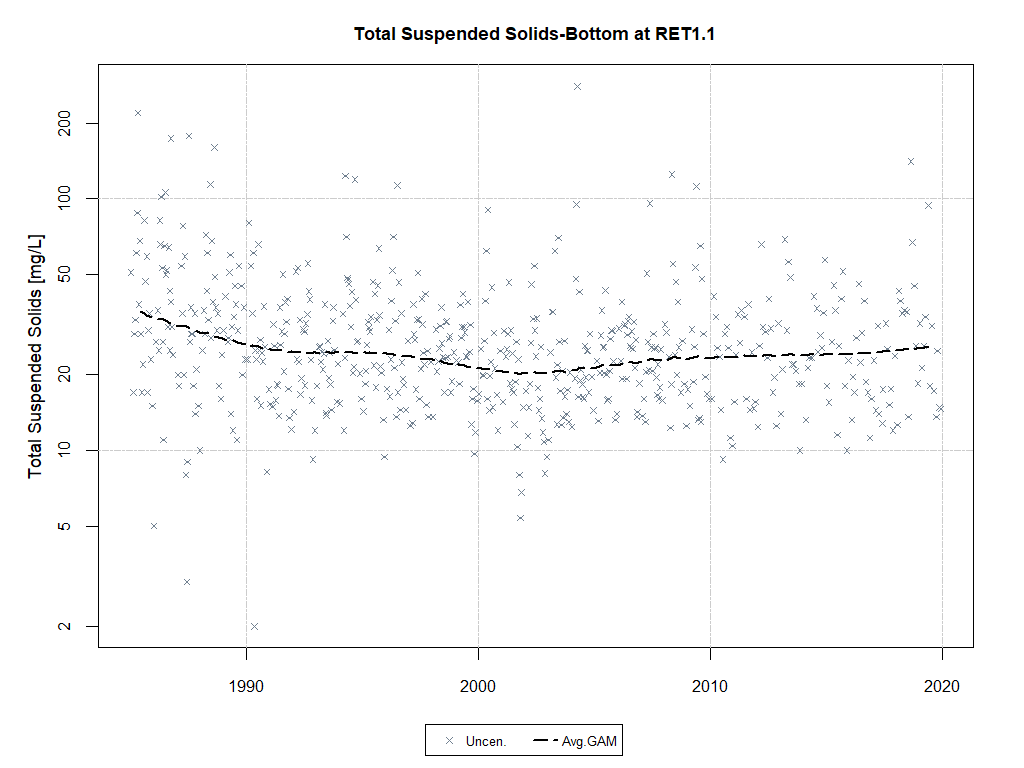 Total Suspended Solids-Bottom at RET1.1
Total Suspended Solids [mg/L]
200
100
50
20
10
5
2
1990 2000 2010 2020
Uncen. Avg.GAM